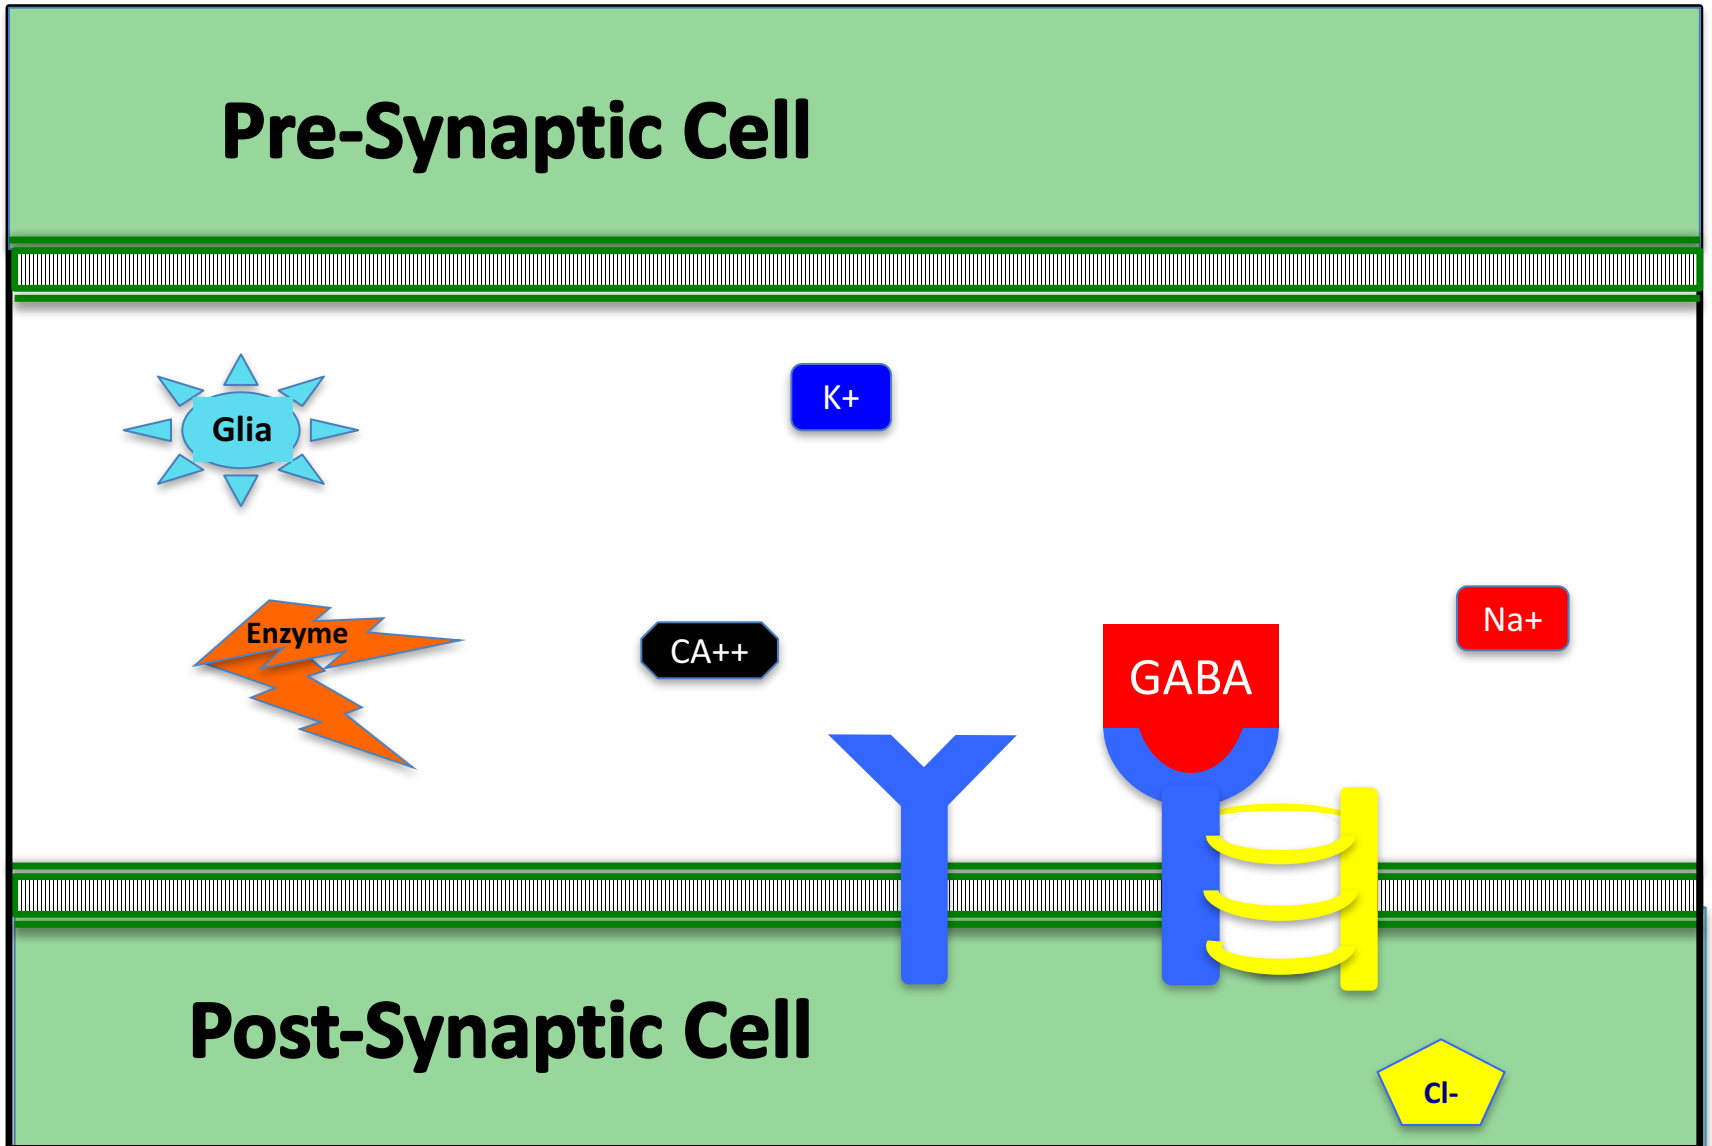 Pre-Synaptic Cell
K+
Glia
Na+
Enzyme
CA++
GABA
Post-Synaptic Cell
Cl-